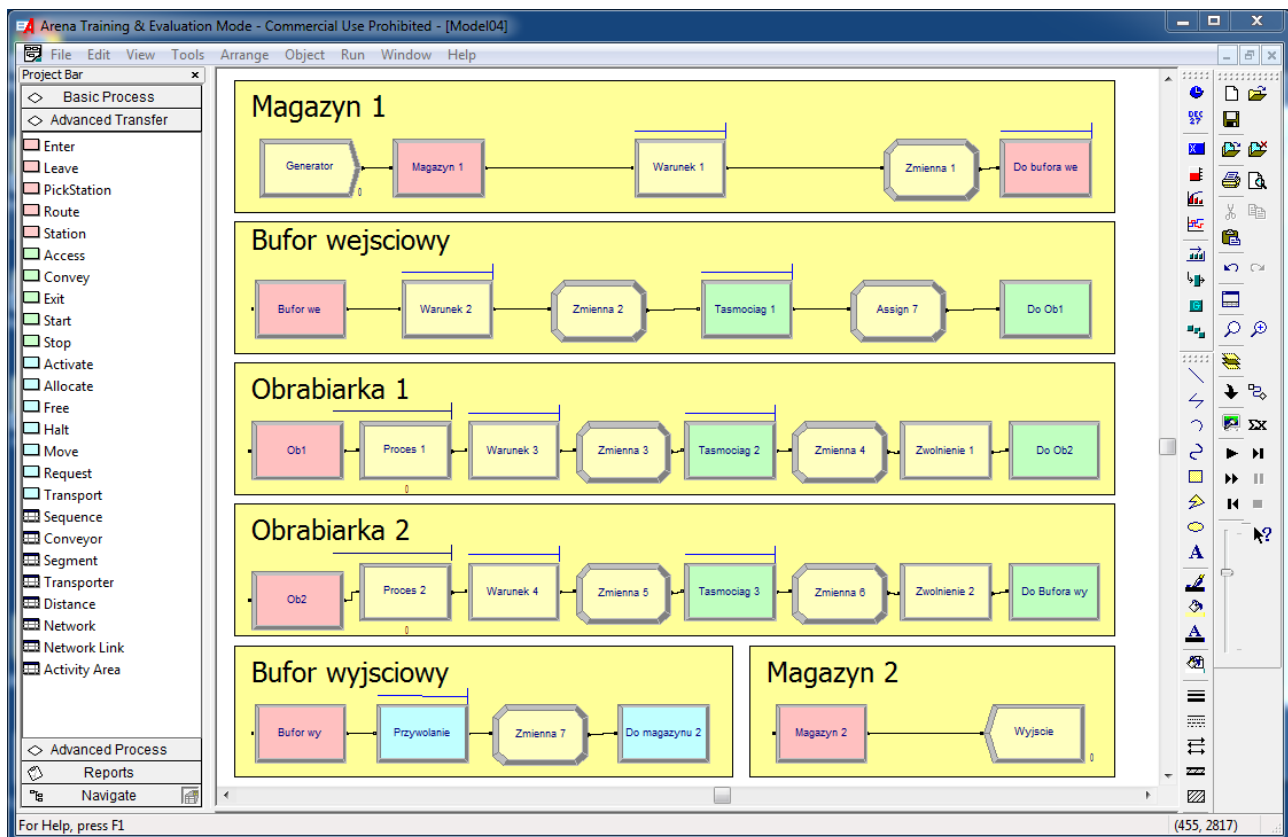 Arena Training & Evaluation Mode - Commercial Use Prohibited - [Model04]
File Edit View Tools Arrange Object Run Window Help
Project Bar x
Basic Process
Advanced Transfer
Enter
Leave
PickStation
Route
Station
Access
Convey
Exit
Start
Stop
Activate
Allocate
Free
Halt
Move
Request
Transport
Sequence
Conveyor
Segment
Transporter
Distance
Network
Network Link
Activity Area
Advanced Process
Reports
Navigate
Magazyn 1
Generator Magazyn 1 Warunek 1 Zmienna 1 Do bufora we
0
Bufor wejsciowy
Bufor we Warunek 2 Zmienna 2 Tasmociag 1 Assign 7 Do Ob1
Obrabiarka 1
Ob1 Proces 1 Warunek 3 Zmienna 3 Tasmociag 2 Zmienna 4 Zwolnienie 1 Do Ob2
0
Obrabiarka 2
Ob2 Proces 2 Warunek 4 Zmienna 5 Tasmociag 3 Zmienna 6 Zwolnienie 2 Do Bufora wy
0
Bufor wyjsciowy
Bufor wy Przywolanie Zmienna 7 Do magazynu 2
Magazyn 2
Magazyn 2 Wyjscie
0
DEC
27
A
A
ΣX
For Help, press F1
(455, 2817)